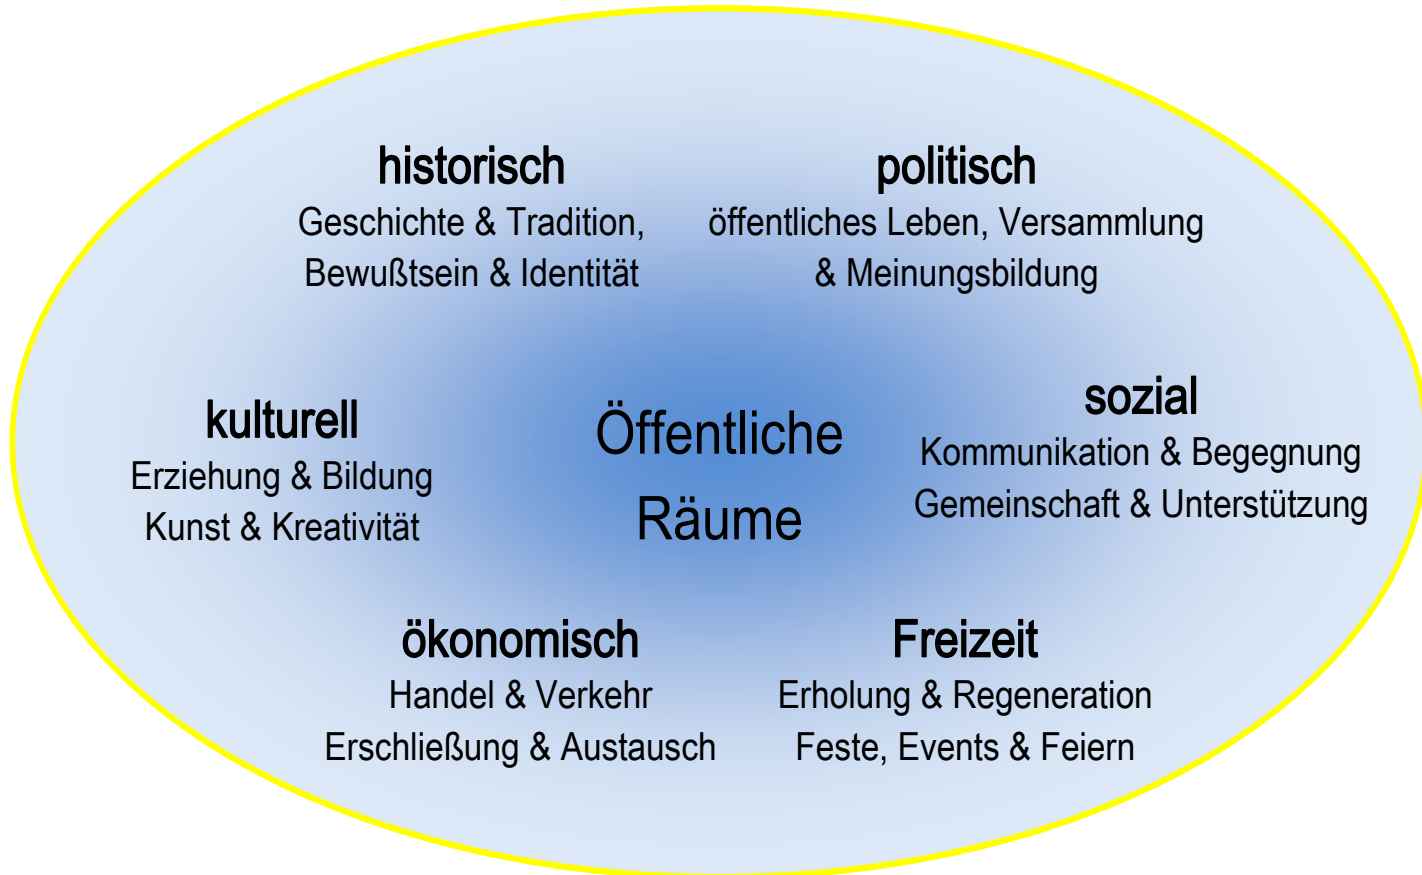 historisch
Geschichte & Tradition,
Bewußtsein & Identität
politisch
öffentliches Leben, Versammlung
& Meinungsbildung
kulturell
Erziehung & Bildung
Kunst & Kreativität
Öffentliche
Räume
sozial
Kommunikation & Begegnung
Gemeinschaft & Unterstützung
ökonomisch
Handel & Verkehr
Erschließung & Austausch
Freizeit
Erholung & Regeneration
Feste, Events & Feiern